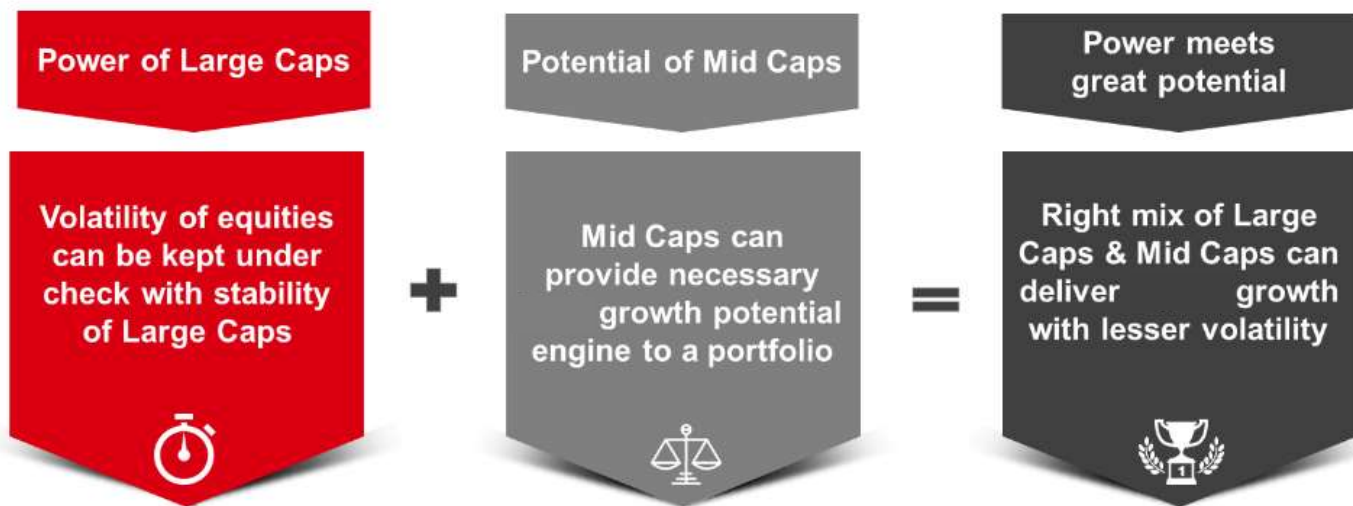 Power of Large Caps
Volatility of equities
can be kept under
check with stability
of Large Caps
Potential of Mid Caps
Mid Caps can
provide necessary
growth potential
engine to a portfolio
Power meets
great potential
Right mix of Large
Caps & Mid Caps can
deliver growth
with lesser volatility
1